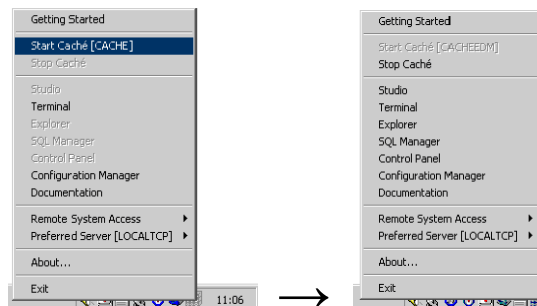 Getting Started
Start Caché [CACHE]
Stop Caché
Studio
Terminal
Explorer
SQL Manager
Control Panel
Configuration Manager
Documentation
Remote System Access
Preferred Server [LOCALTCP]
About...
Exit
11:06
Getting Started
Start Caché [CACHEEDM]
Stop Caché
Studio
Terminal
Explorer
SQL Manager
Control Panel
Configuration Manager
Documentation
Remote System Access
Preferred Server [LOCALTCP]
About...
Exit